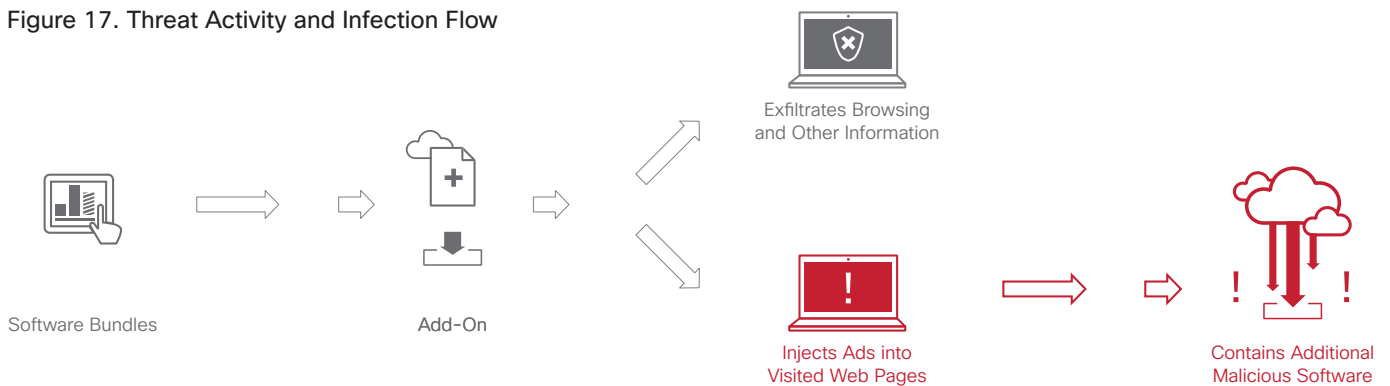 Figure 17. Threat Activity and Infection Flow
Software Bundles
Add-On
Exfiltrates Browsing
and Other Information
!
Injects Ads into
Visited Web Pages
! !
Contains Additional
Malicious Software